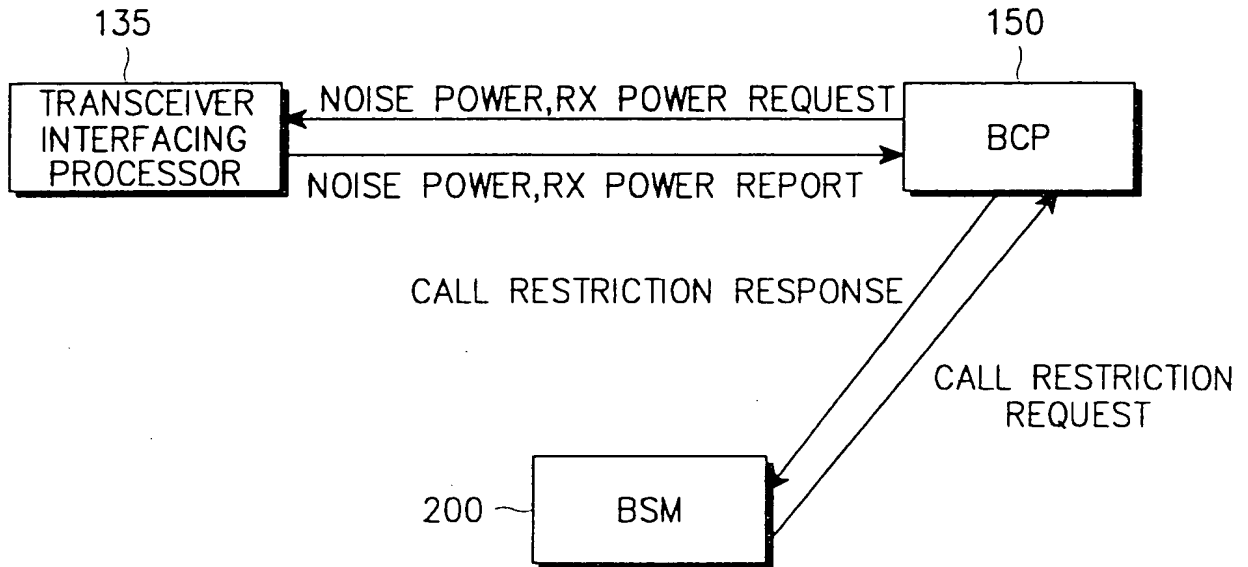 135
150
TRANSCEIVER
INTERFACING
PROCESSOR
NOISE POWER,RX POWER REQUEST
BCP
NOISE POWER,RX POWER REPORT
CALL RESTRICTION RESPONSE
CALL RESTRICTION
REQUEST
200
BSM